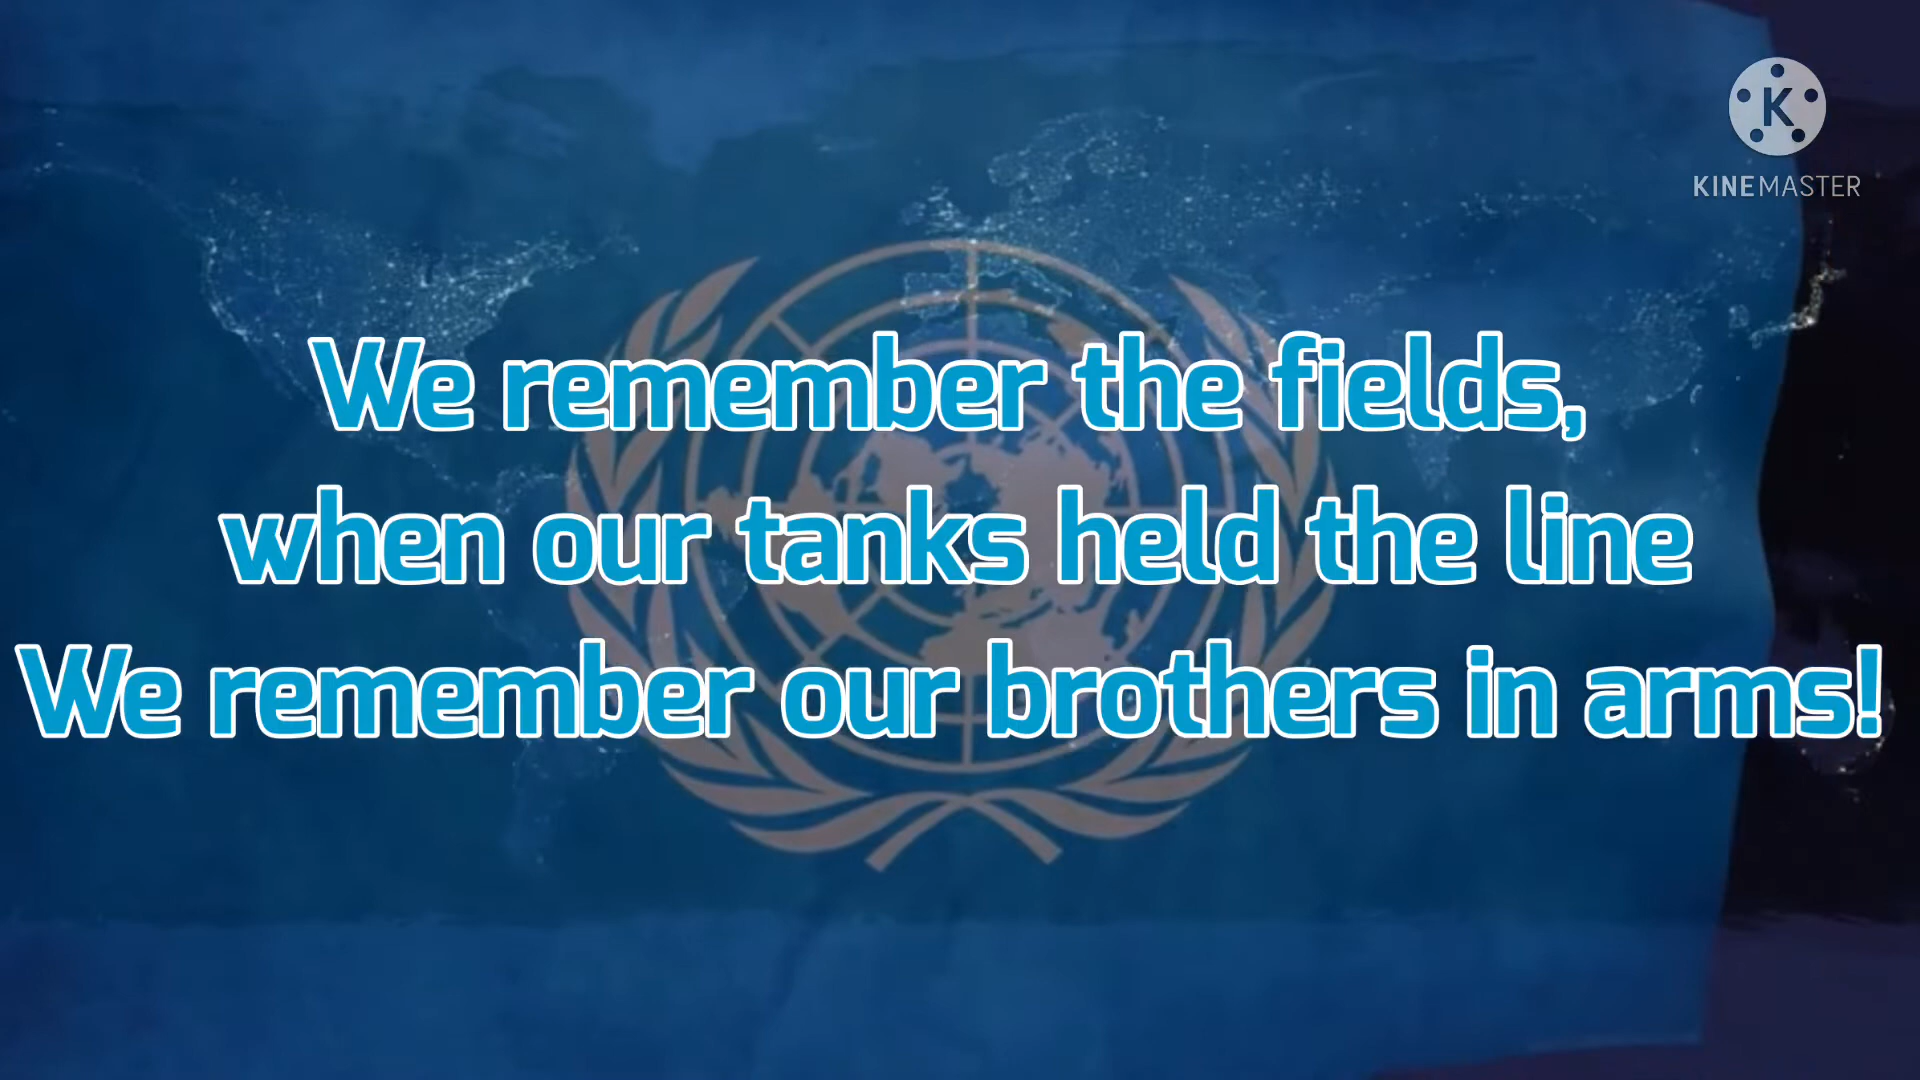 K
KINEMASTER
We remember the fields,
when our tanks held the line
We remember our brothers in arms!